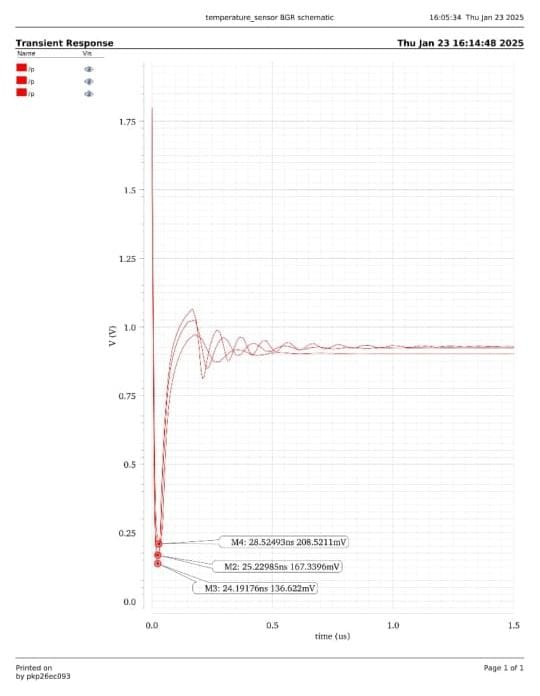 temperature_sensor BGR schematic 16:05:34 Thu Jan 23 2025
Transient Response Thu Jan 23 16:14:48 2025
Name Vis
/p
/p
/p
1.75
1.5
1.25
1.0
V (V)
0.75
0.5
0.25
M4: 28.52493ns 208.5211mV
M2: 25.22985ns 167.3396mV
M3: 24.19176ns 136.622mV
0.0
0.0 0.5 1.0 1.5
time (us)
Printed on Page 1 of 1
by pkp26ec093